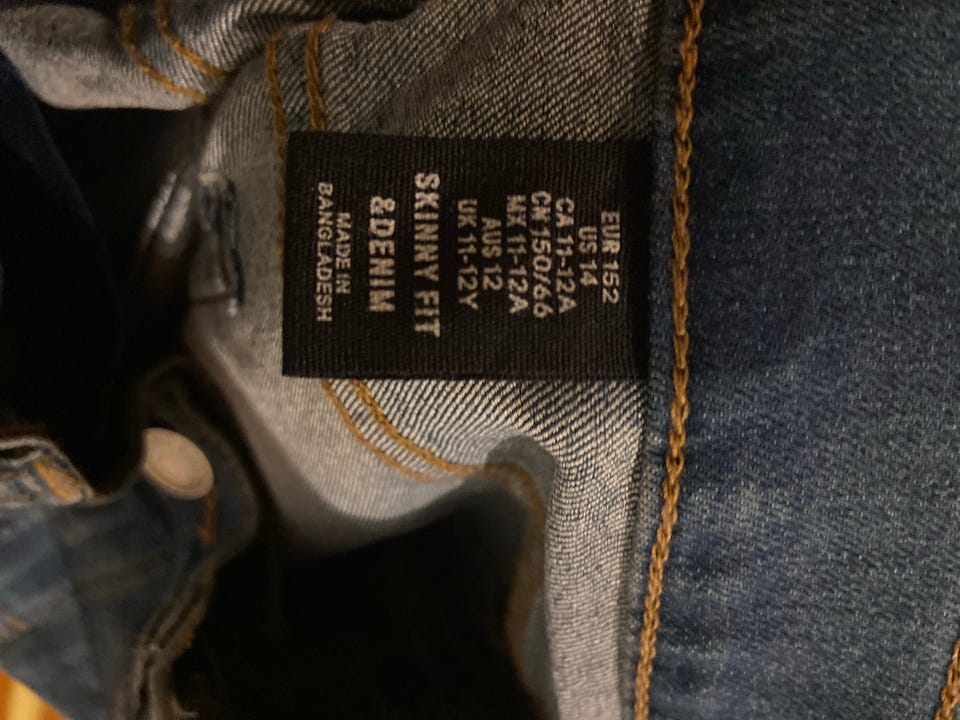 EUR 152
US 14
CA 11-12A
CN 150/66
MX 11-12A
AUS 12
UK 11-12Y
SKINNY FIT
&DENIM
MADE IN
BANGLADESH